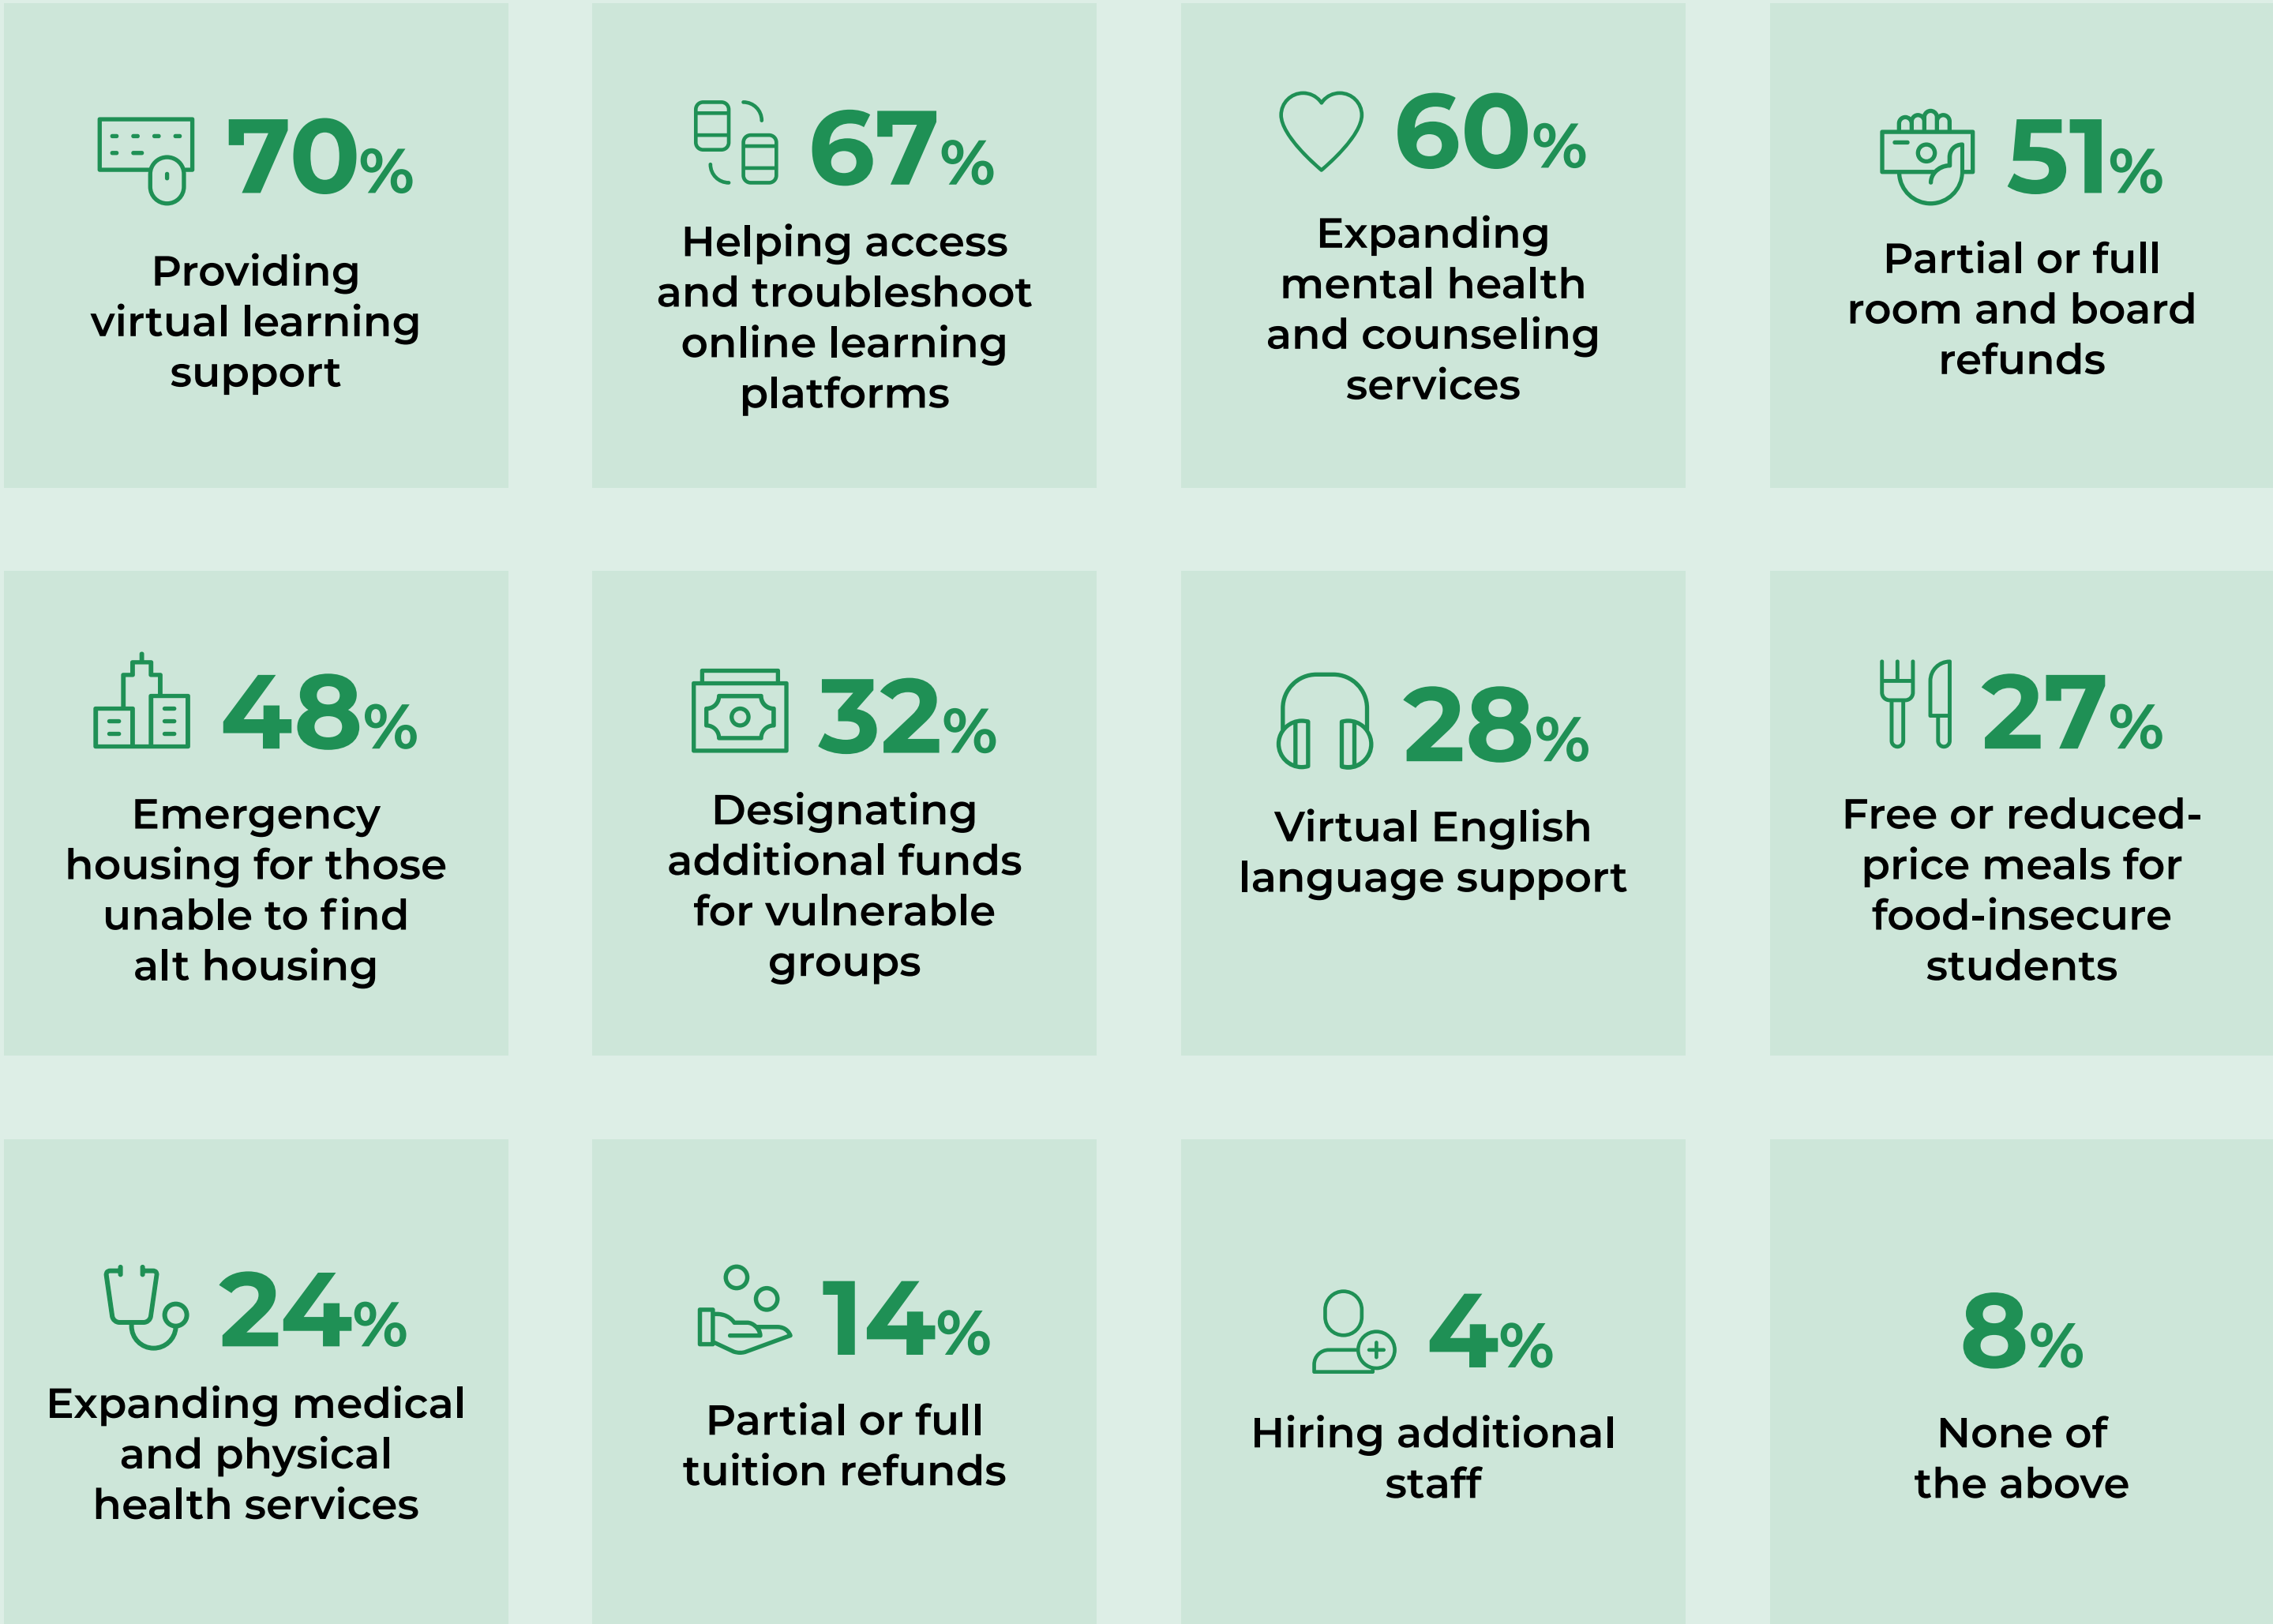 70%
Providing
virtual learning
support
67%
Helping access
and troubleshoot
online learning
platforms
60%
Expanding
mental health
and counseling
services
51%
Partial or full
room and board
refunds
48%
Emergency
housing for those
unable to find
alt housing
32%
Designating
additional funds
for vulnerable
groups
28%
Virtual English
language support
27%
Free or reduced-
price meals for
food-insecure
students
24%
Expanding medical
and physical
health services
14%
Partial or full
tuition refunds
4%
Hiring additional
staff
8%
None of
the above